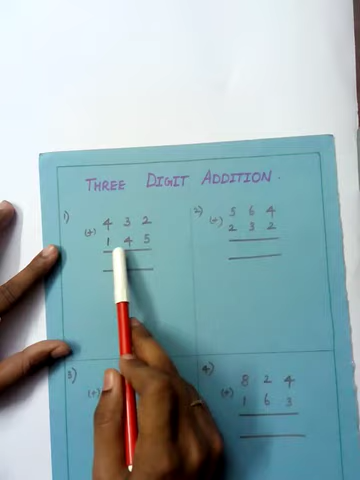 THREE DIGIT ADDITION.
1)
4 3 2
(+)
1 4 5
2)
5 6 4
(+)
2 3 2
3)
(+)
4)
8 2 4
(+)
1 6 3